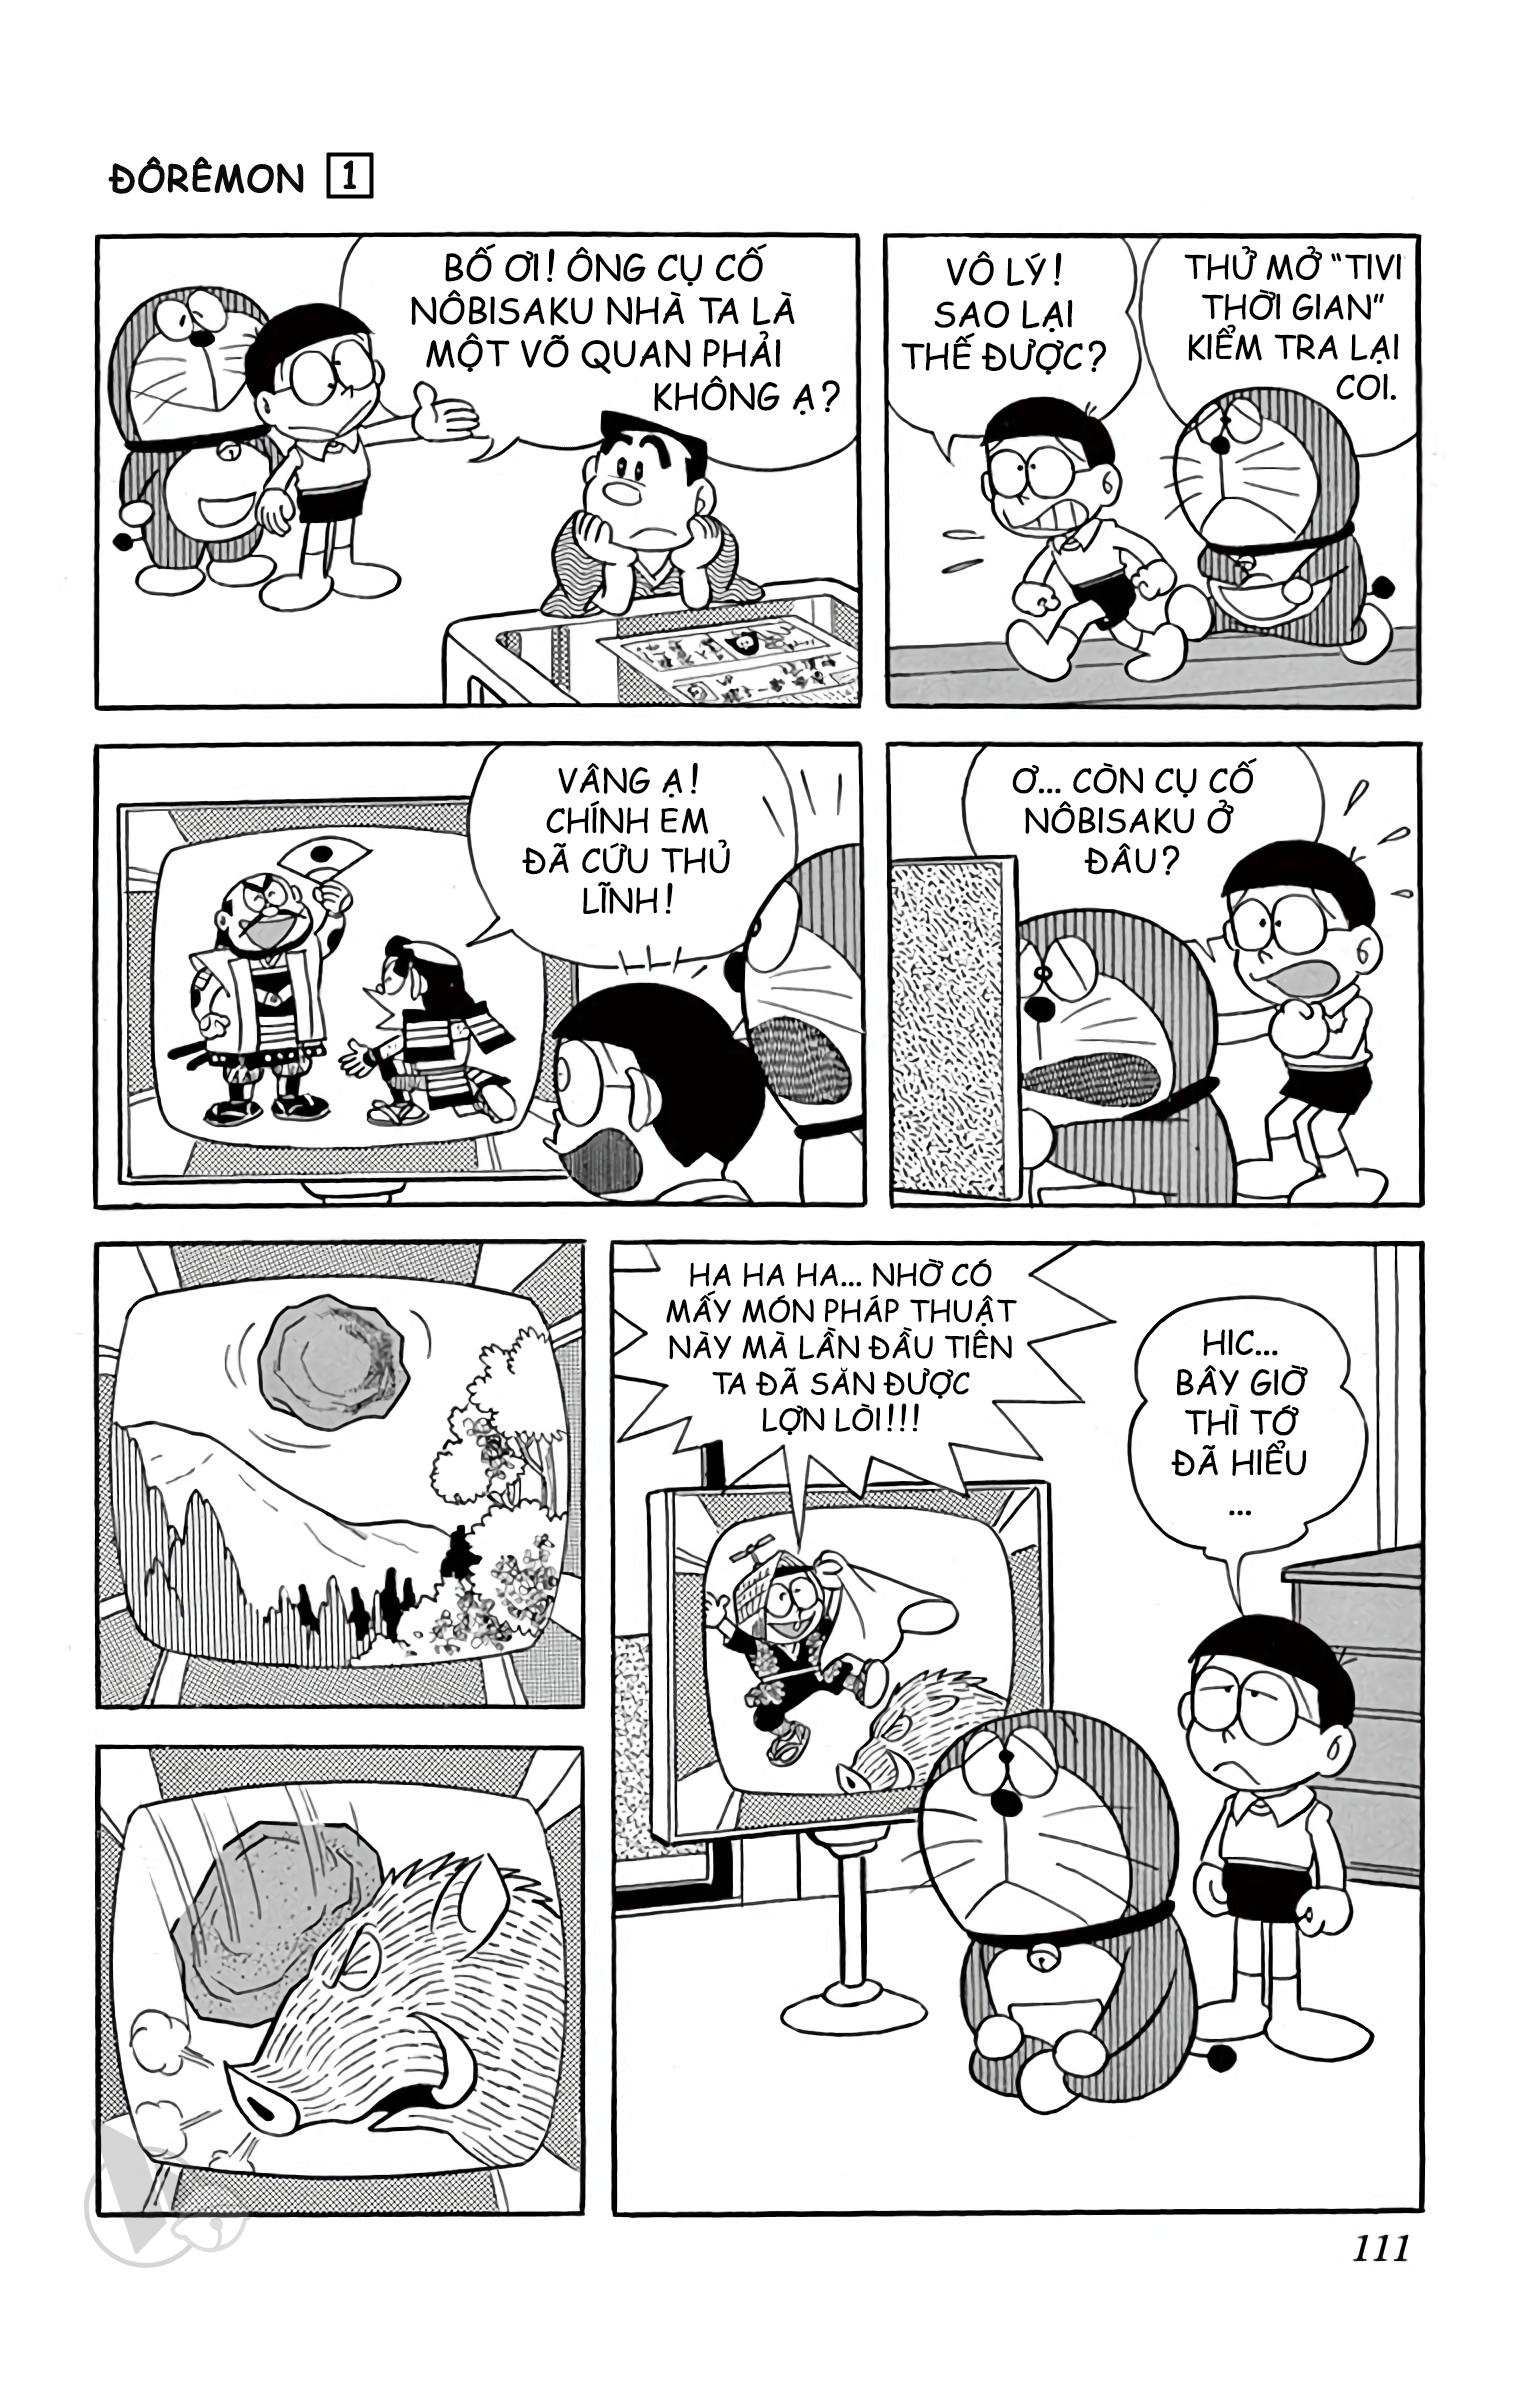 ĐÔRÊMON 1
BỐ ƠI! ÔNG CỤ CỐ
NÔBISAKU NHÀ TA LÀ
MỘT VÕ QUAN PHẢI
KHÔNG Ạ?
VÔ LÝ!
SAO LẠI
THẾ ĐƯỢC?
THỬ MỞ "TIVI
THỜI GIAN"
KIỂM TRA LẠI
COI.
VÂNG Ạ!
CHÍNH EM
ĐÃ CỨU THỦ
LĨNH!
Ơ... CÒN CỤ CỐ
NÔBISAKU Ở
ĐÂU?
HA HA HA... NHỜ CÓ
MẤY MÓN PHÁP THUẬT
NÀY MÀ LẦN ĐẦU TIÊN
TA ĐÃ SĂN ĐƯỢC
LỢN LÒI!!!
HIC...
BÂY GIỜ
THÌ TỚ
ĐÃ HIỂU
...
111